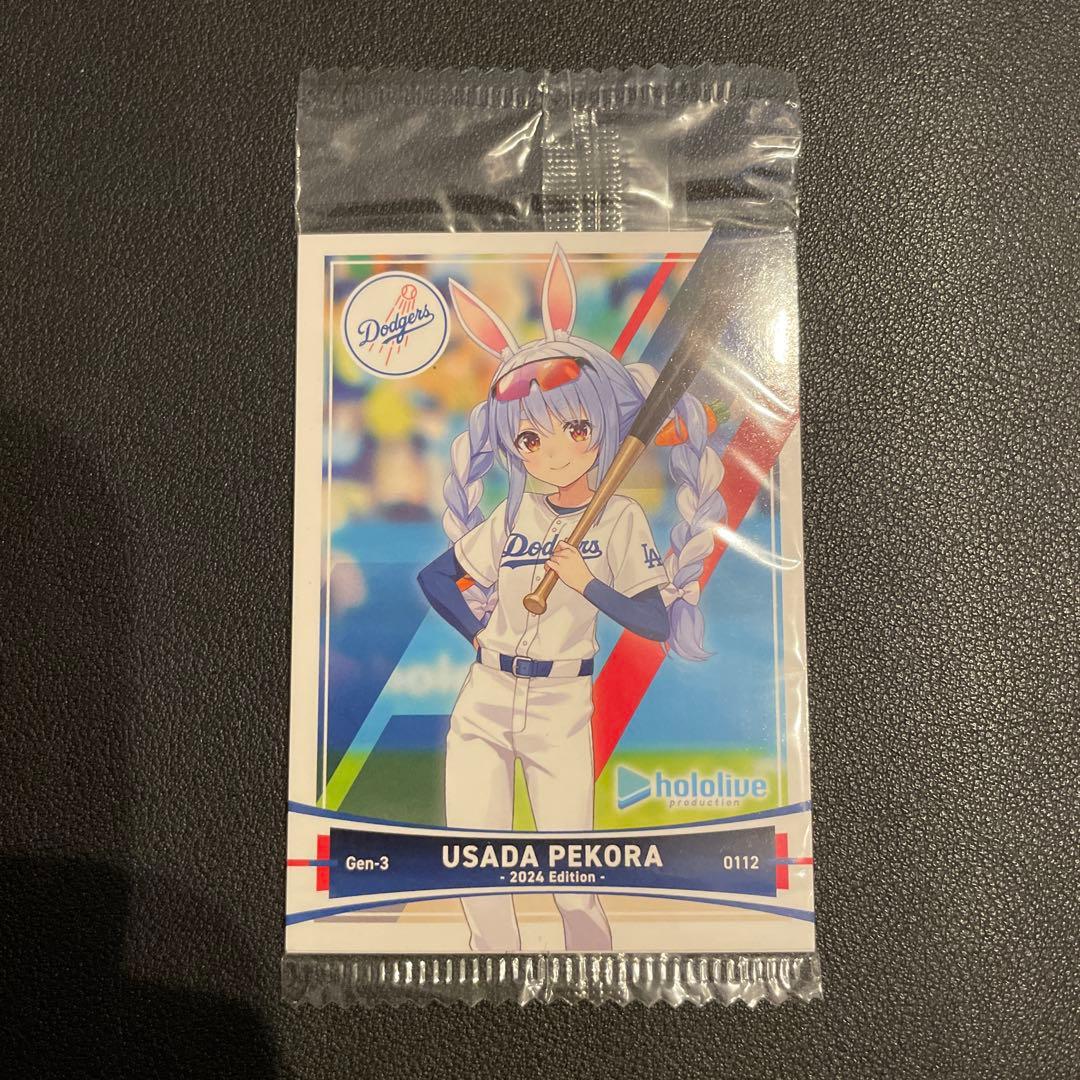 Dodgers
Dodgers
LA
hololive
production
Gen-3
USADA PEKORA
- 2024 Edition -
0112